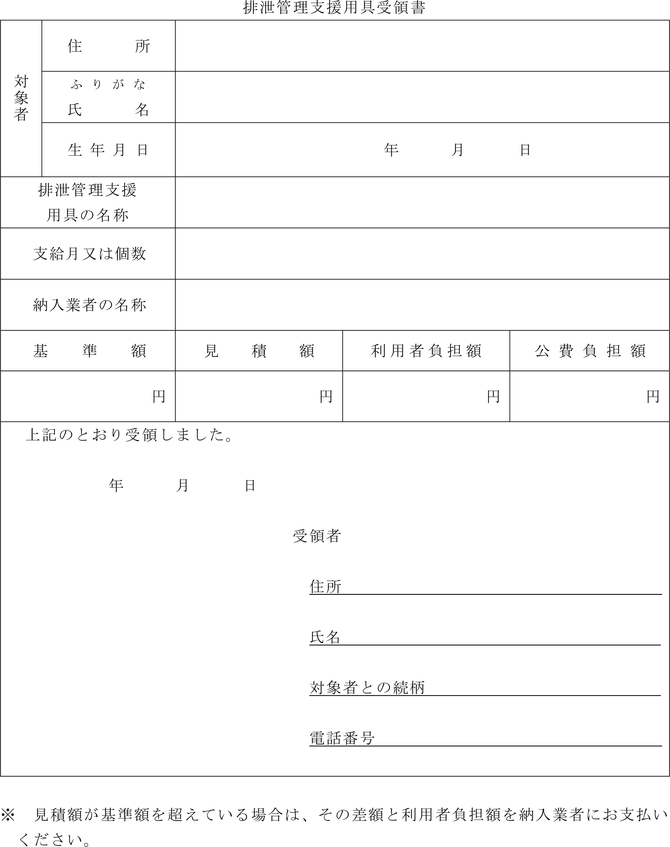 排泄管理支援用具受領書
対象者
住所
ふりがな
氏名
生年月日
年 月 日
排泄管理支援
用具の名称
支給月又は個数
納入業者の名称
基準額 見積額 利用者負担額 公費負担額
円 円 円 円
上記のとおり受領しました。
年 月 日
受領者
住所
氏名
対象者との続柄
電話番号
※ 見積額が基準額を超えている場合は、その差額と利用者負担額を納入業者にお支払い
ください。